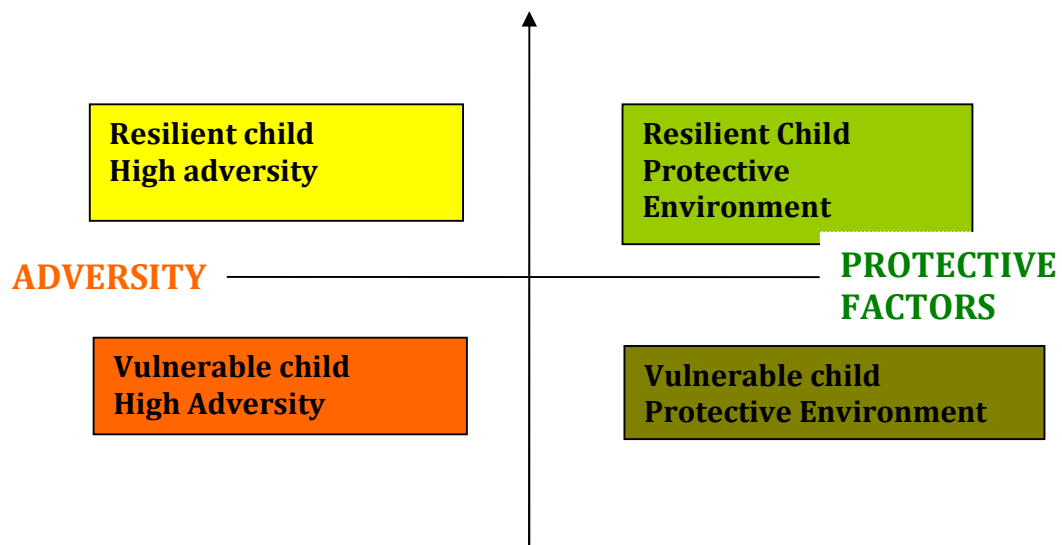 Resilient child
High adversity
Resilient Child
Protective
Environment
ADVERSITY
PROTECTIVE
FACTORS
Vulnerable child
High Adversity
Vulnerable child
Protective Environment